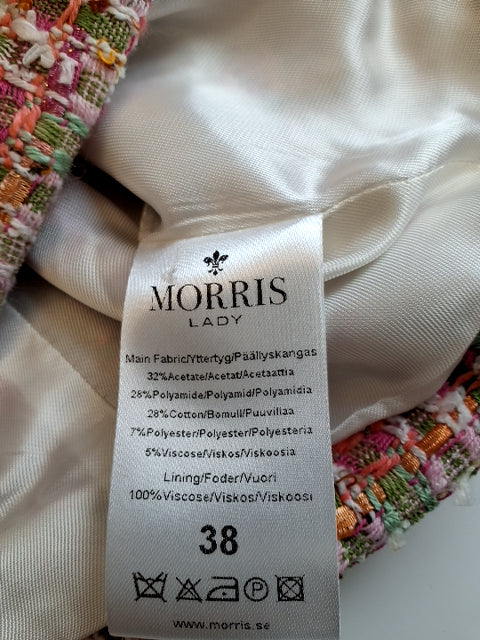 MORRIS
LADY
Main Fabric/Yttertyg/Päällyskangas
32%Acetate/Acetat/Acetaattia
28%Polyamide/Polyamid/Polyamidia
28%Cotton/Bomull/Puuvillaa
7%Polyester/Polyester/Polyesteria
5%Viscose/Viskos/Viskoosia
Lining/Foder/Vuori
100%Viscose/Viskos/Viskoosi
38
P
www.morris.se